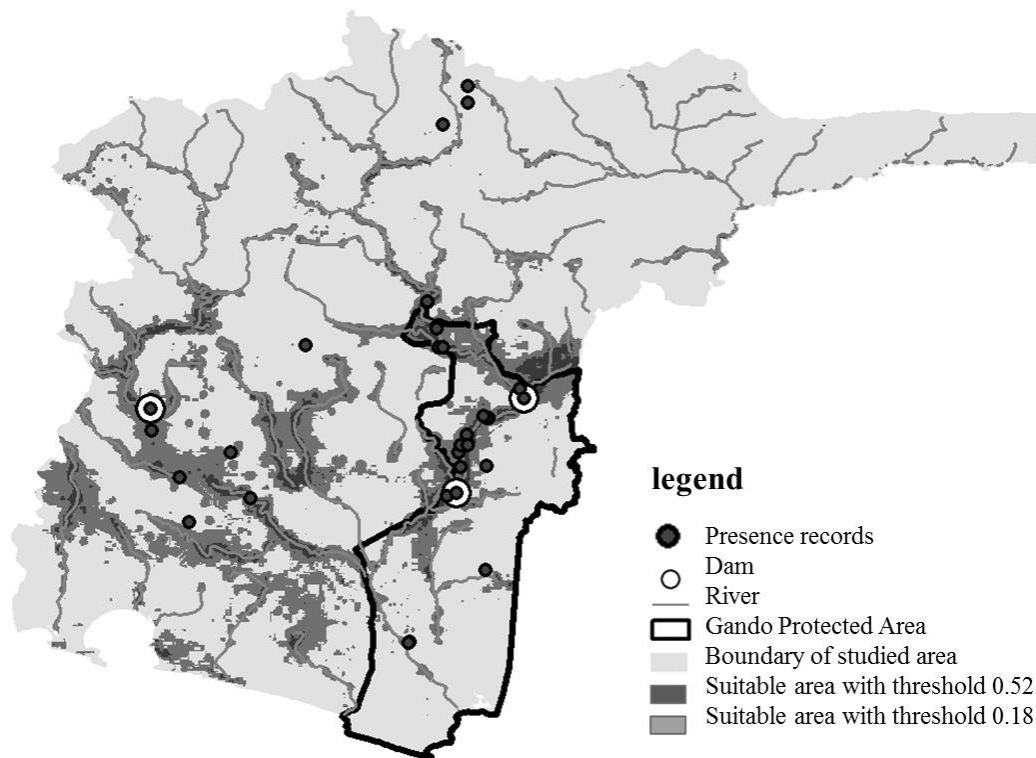 legend
Presence records
Dam
River
Gando Protected Area
Boundary of studied area
Suitable area with threshold 0.52
Suitable area with threshold 0.18